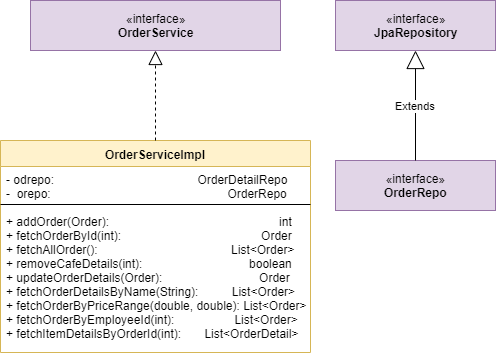 «interface»
OrderService
«interface»
JpaRepository
Extends
OrderServiceImpl
- odrepo: OrderDetailRepo
- orepo: OrderRepo
+ addOrder(Order): int
+ fetchOrderById(int): Order
+ fetchAllOrder(): List<Order>
+ removeCafeDetails(int): boolean
+ updateOrderDetails(Order): Order
+ fetchOrderDetailsByName(String): List<Order>
+ fetchOrderByPriceRange(double, double): List<Order>
+ fetchOrderByEmployeeId(int): List<Order>
+ fetchItemDetailsByOrderId(int): List<OrderDetail>
«interface»
OrderRepo